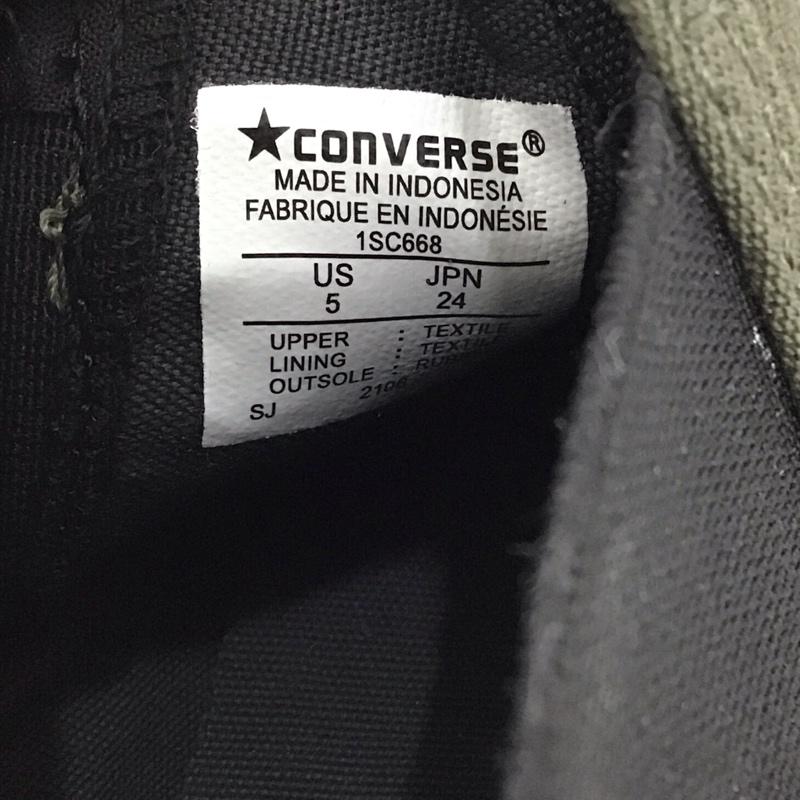 ★CONVERSE®
MADE IN INDONESIA
FABRIQUE EN INDONÉSIE
1SC668
US JPN
5 24
UPPER : TEXTILE
LINING :
OUTSOLE :
SJ